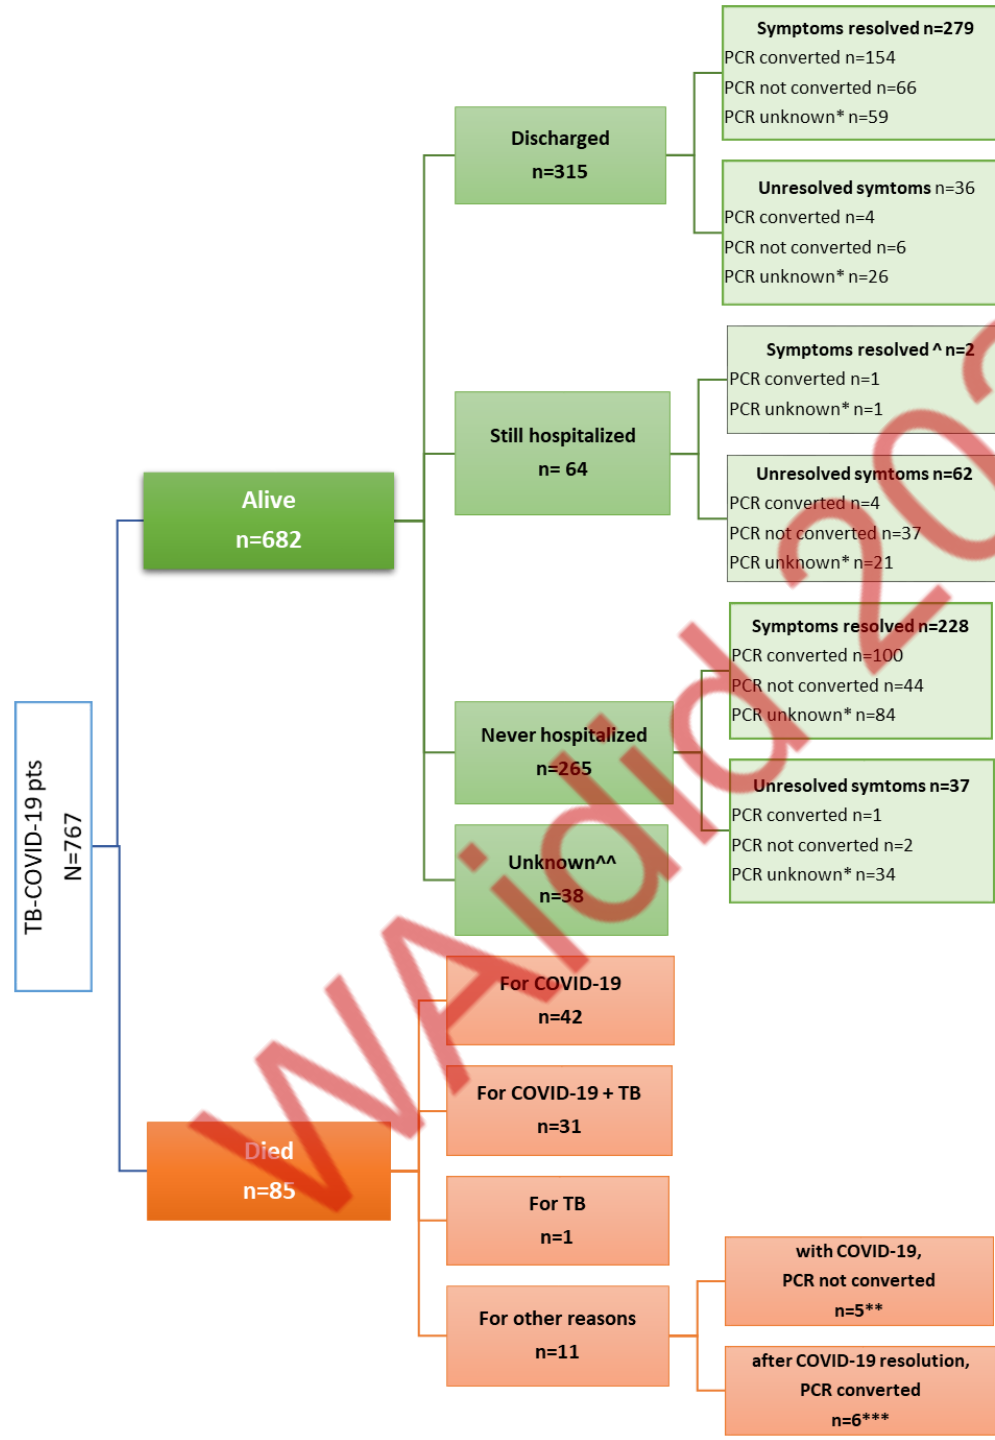 TB-COVID-19 pts
N=767
Alive
n=682
Discharged
n=315
Symptoms resolved n=279
PCR converted n=154
PCR not converted n=66
PCR unknown* n=59
Unresolved symtoms n=36
PCR converted n=4
PCR not converted n=6
PCR unknown* n=26
Still hospitalized
n= 64
Symptoms resolved ^ n=2
PCR converted n=1
PCR unknown* n=1
Unresolved symtoms n=62
PCR converted n=4
PCR not converted n=37
PCR unknown* n=21
Never hospitalized
n=265
Symptoms resolved n=228
PCR converted n=100
PCR not converted n=44
PCR unknown* n=84
Unresolved symtoms n=37
PCR converted n=1
PCR not converted n=2
PCR unknown* n=34
Unknown^^
n=38
Died
n=85
For COVID-19
n=42
For COVID-19 + TB
n=31
For TB
n=1
For other reasons
n=11
with COVID-19,
PCR not converted
n=5**
after COVID-19 resolution,
PCR converted
n=6***
WAidid